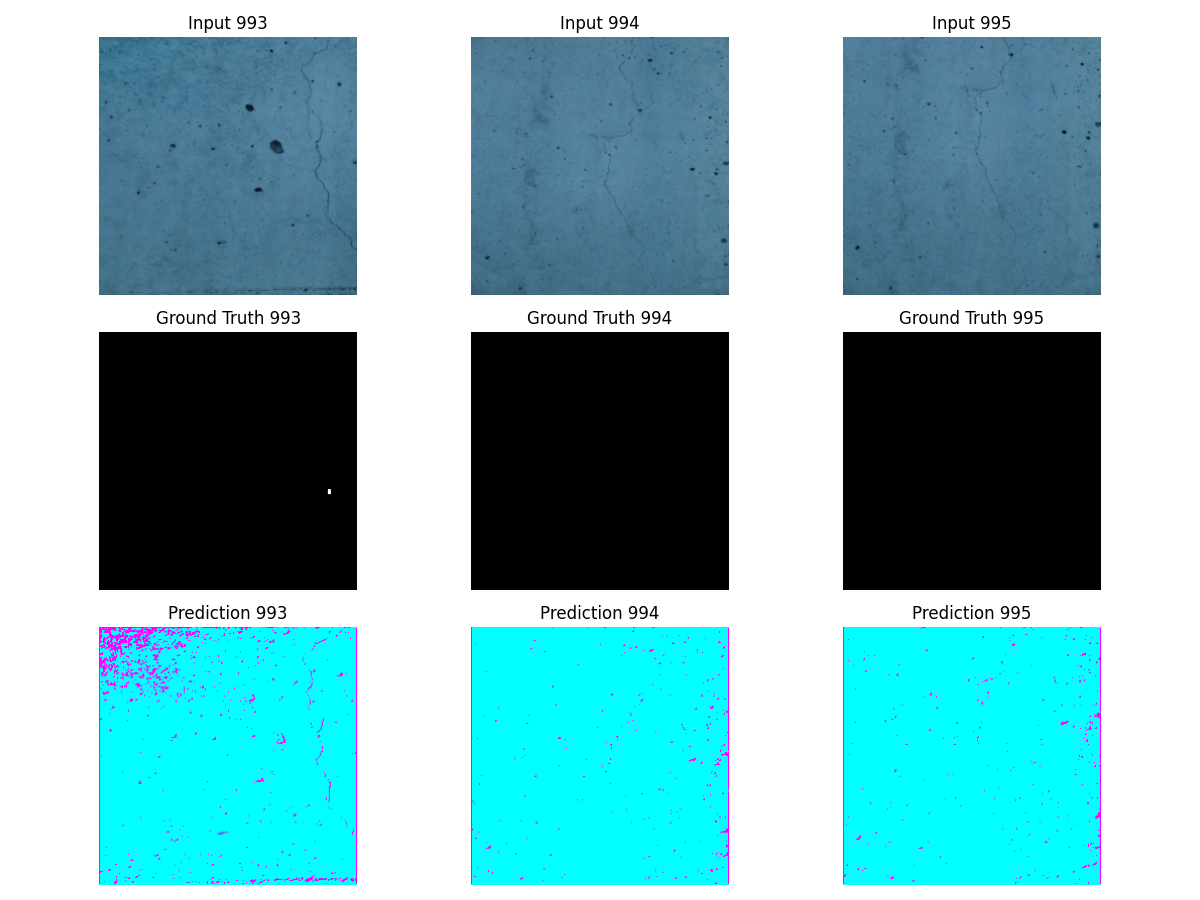 Input 993
Input 994
Input 995
Ground Truth 993
Ground Truth 994
Ground Truth 995
Prediction 993
Prediction 994
Prediction 995